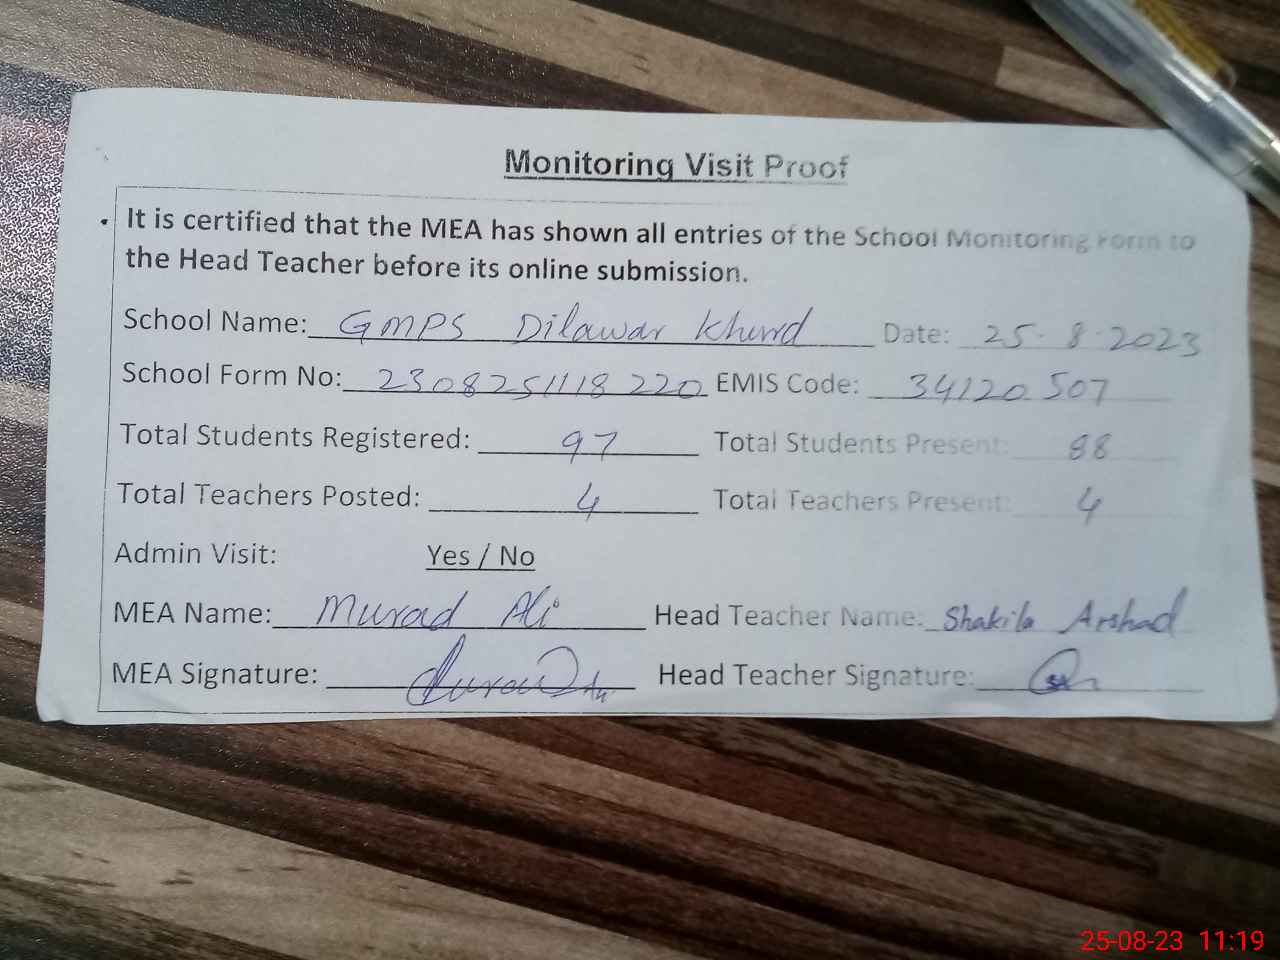 Monitoring Visit Proof
It is certified that the MEA has shown all entries of the School Monitoring Form to
the Head Teacher before its online submission.
School Name: GMPS Dilawar Khurd Date: 25.8.2023
School Form No: 2308251118220 EMIS Code: 34120507
Total Students Registered: 97 Total Students Present: 88
Total Teachers Posted: 4 Total Teachers Present: 4
Admin Visit: Yes / No
MEA Name: Murad Ali Head Teacher Name: Shakila Arshad
MEA Signature: Head Teacher Signature:
25-08-23 11:19